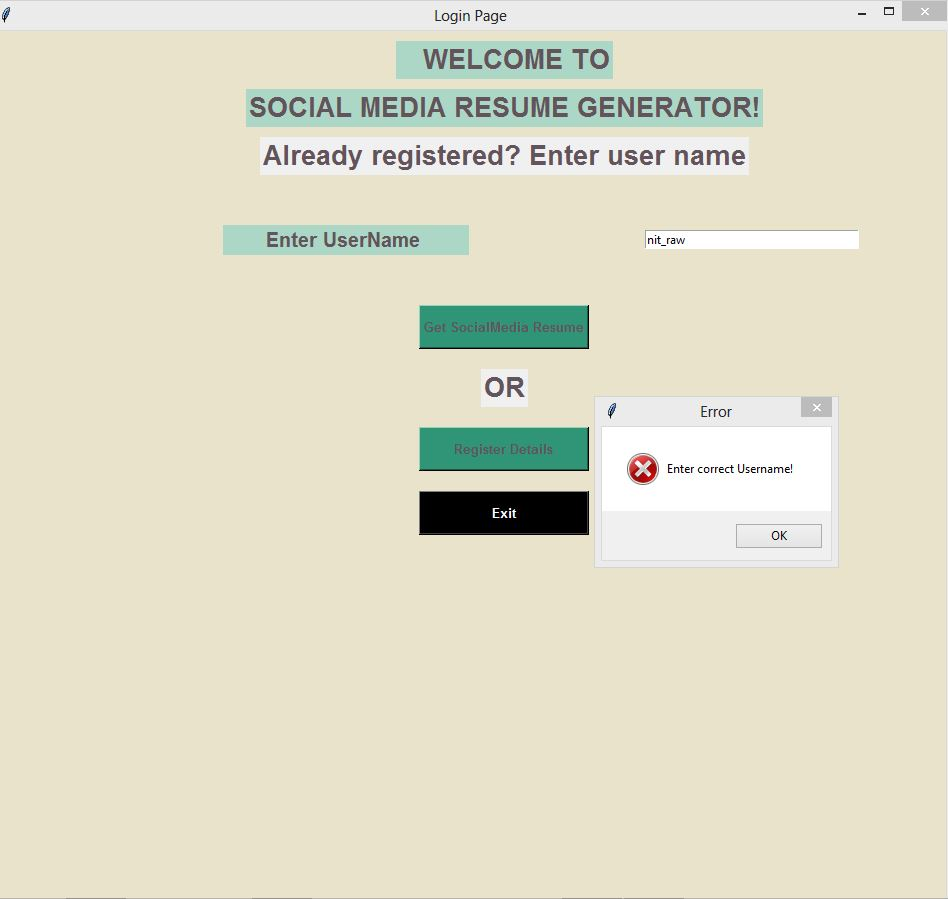 Login Page
WELCOME TO
SOCIAL MEDIA RESUME GENERATOR!
Already registered? Enter user name
Enter UserName
nit_raw
Get SocialMedia Resume
OR
Register Details
Exit
Error
Enter correct Username!
OK